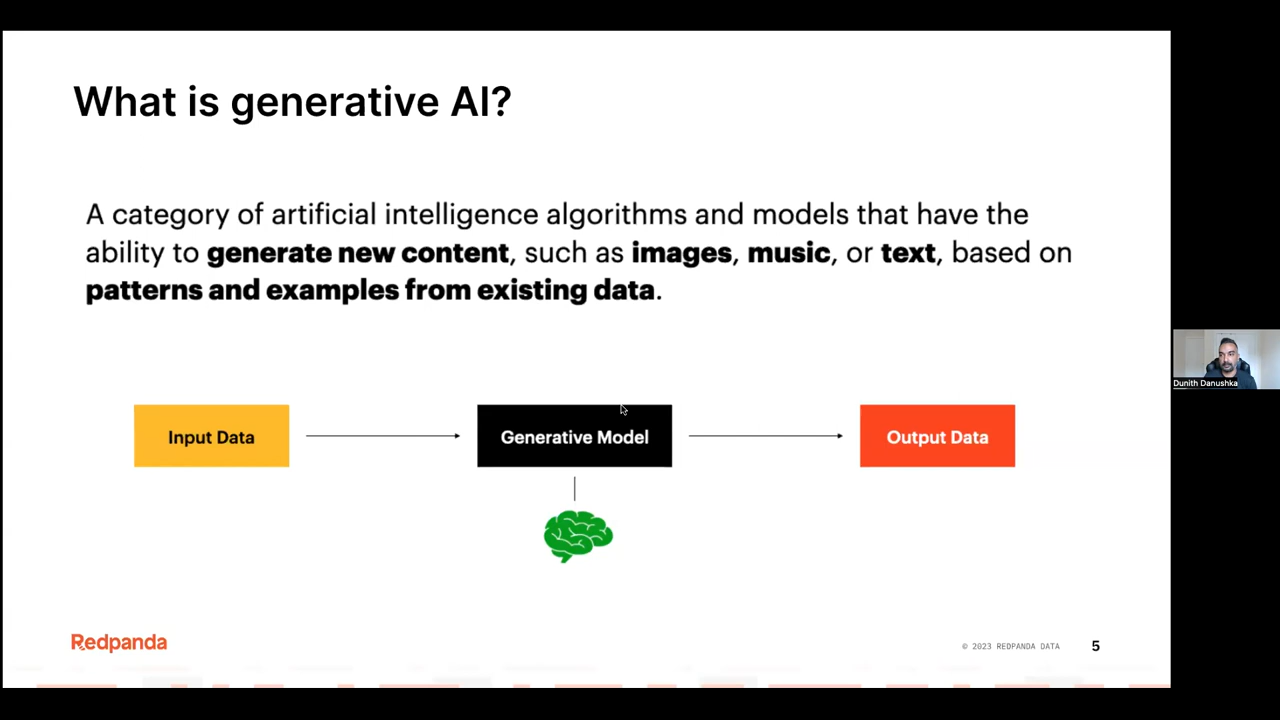 What is generative AI?
A category of artificial intelligence algorithms and models that have the
ability to generate new content, such as images, music, or text, based on
patterns and examples from existing data.
Input Data
Generative Model
Output Data
Dunith Danushka
Redpanda
© 2023 REDPANDA DATA
5